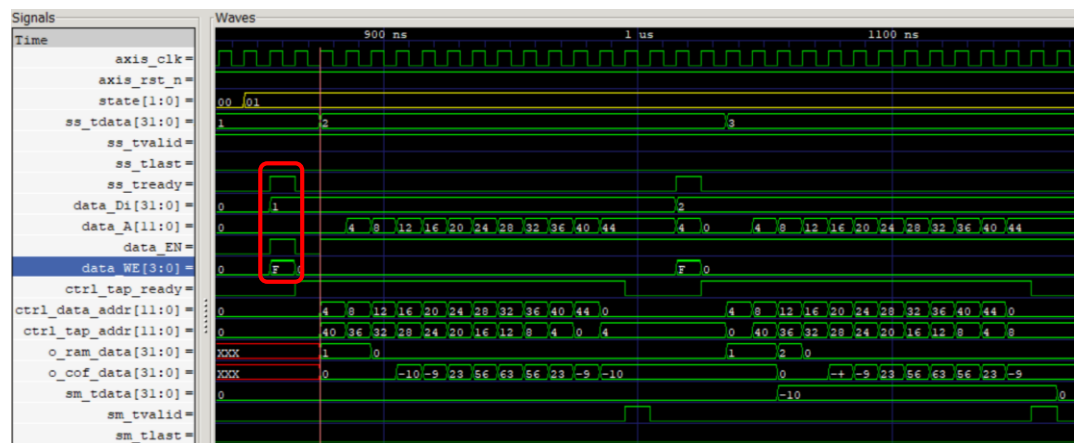 Signals Waves
Time 900 ns 1 us 1100 ns
axis_clk=
axis_rst_n=
state[1:0]= 00 01
ss_tdata[31:0]= 1 2 3
ss_tvalid=
ss_tlast=
ss_tready=
data_Di[31:0]= 0 1 2
data_A[11:0]= 0 4 8 12 16 20 24 28 32 36 40 44 4 0 4 8 12 16 20 24 28 32 36 40 44
data_EN=
data_WE[3:0]= 0 F 0 F 0
ctrl_tap_ready=
ctrl_data_addr[11:0]= 0 4 8 12 16 20 24 28 32 36 40 44 0 4 8 12 16 20 24 28 32 36 40 44 0
ctrl_tap_addr[11:0]= 0 40 36 32 28 24 20 16 12 8 4 0 4 0 40 36 32 28 24 20 16 12 8 4 8
o_ram_data[31:0]= XXX 1 0 1 2 0
o_cof_data[31:0]= XXX 0 -10 -9 23 56 63 56 23 -9 -10 0 -+ -9 23 56 63 56 23 -9
sm_tdata[31:0]= 0 -10 0
sm_tvalid=
sm_tlast=